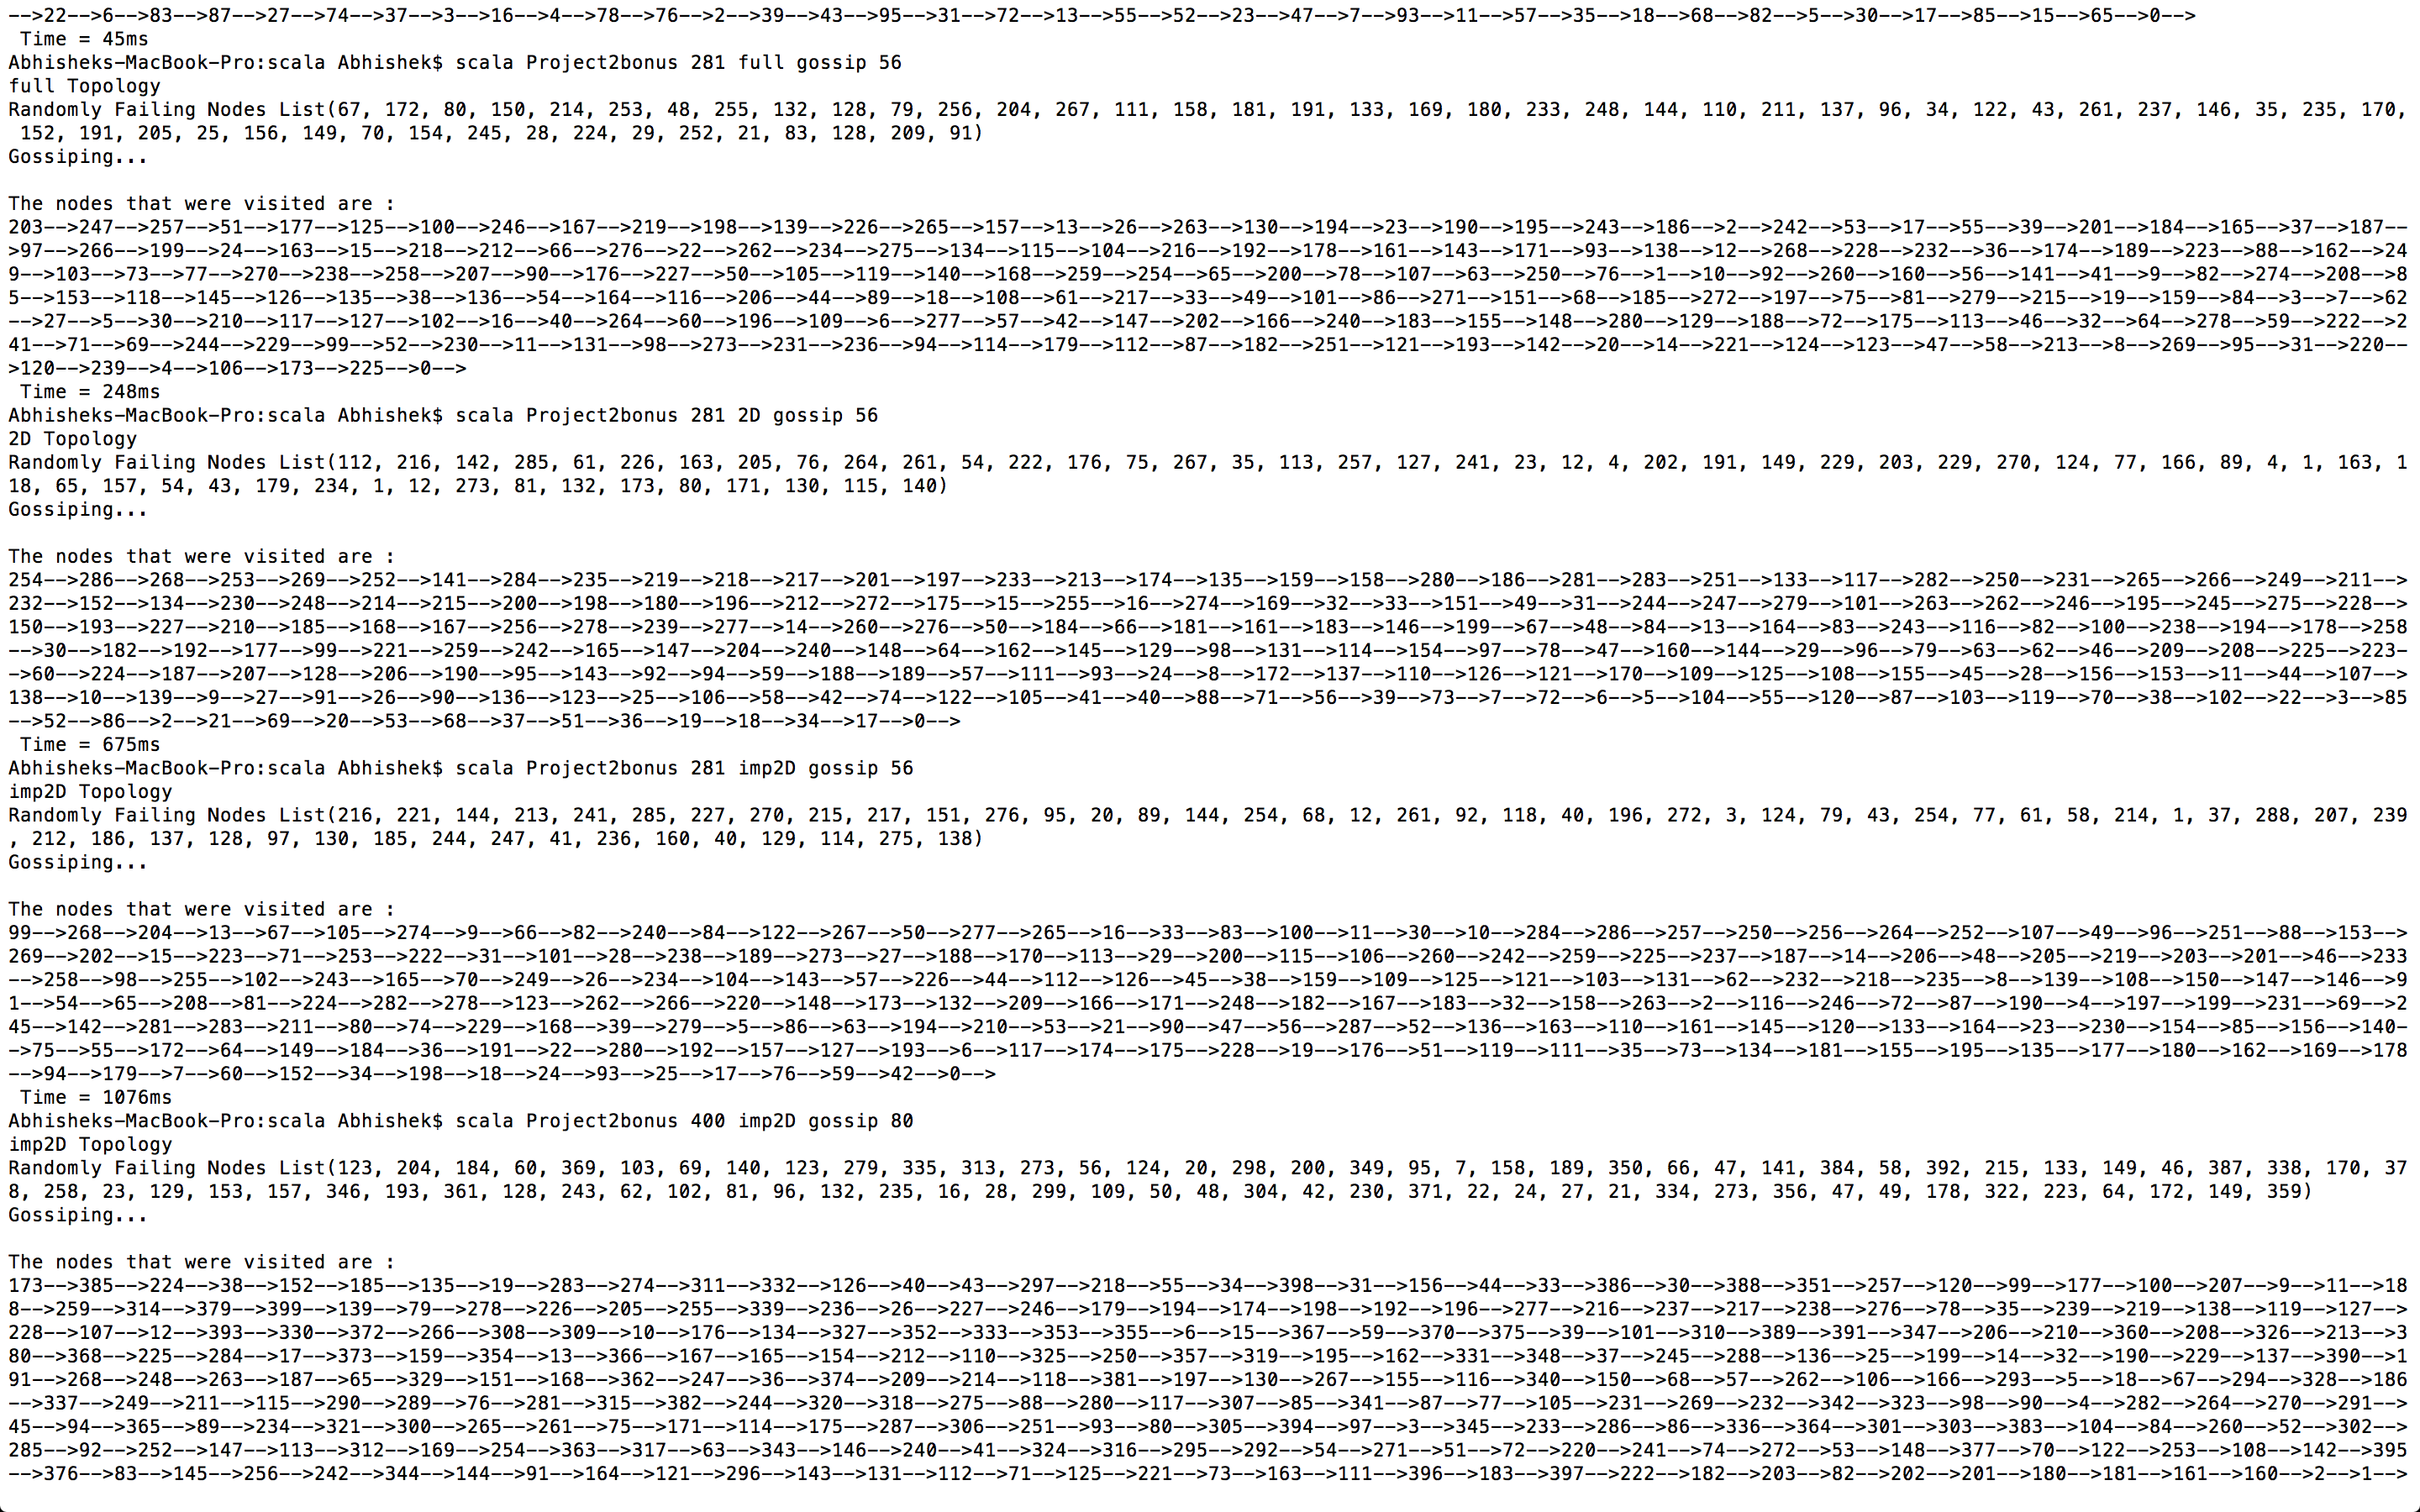 -->22-->6-->83-->87-->27-->74-->37-->3-->16-->4-->78-->76-->2-->39-->43-->95-->31-->72-->13-->55-->52-->23-->47-->7-->93-->11-->57-->35-->18-->68-->82-->5-->30-->17-->85-->15-->65-->0-->
 Time = 45ms
Abhisheks-MacBook-Pro:scala Abhishek$ scala Project2bonus 281 full gossip 56
full Topology
Randomly Failing Nodes List(67, 172, 80, 150, 214, 253, 48, 255, 132, 128, 79, 256, 204, 267, 111, 158, 181, 191, 133, 169, 180, 233, 248, 144, 110, 211, 137, 96, 34, 122, 43, 261, 237, 146, 35, 235, 170,
 152, 191, 205, 25, 156, 149, 70, 154, 245, 28, 224, 29, 252, 21, 83, 128, 209, 91)
Gossiping...

The nodes that were visited are :
203-->247-->257-->51-->177-->125-->100-->246-->167-->219-->198-->139-->226-->265-->157-->13-->26-->263-->130-->194-->23-->190-->195-->243-->186-->2-->242-->53-->17-->55-->39-->201-->184-->165-->37-->187--
>97-->266-->199-->24-->163-->15-->218-->212-->66-->276-->22-->262-->234-->275-->134-->115-->104-->216-->192-->178-->161-->143-->171-->93-->138-->12-->268-->228-->232-->36-->174-->189-->223-->88-->162-->24
9-->103-->73-->77-->270-->238-->258-->207-->90-->176-->227-->50-->105-->119-->140-->168-->259-->254-->65-->200-->78-->107-->63-->250-->76-->1-->10-->92-->260-->160-->56-->141-->41-->9-->82-->274-->208-->8
5-->153-->118-->145-->126-->135-->38-->136-->54-->164-->116-->206-->44-->89-->18-->108-->61-->217-->33-->49-->101-->86-->271-->151-->68-->185-->272-->197-->75-->81-->279-->215-->19-->159-->84-->3-->7-->62
-->27-->5-->30-->210-->117-->127-->102-->16-->40-->264-->60-->196-->109-->6-->277-->57-->42-->147-->202-->166-->240-->183-->155-->148-->280-->129-->188-->72-->175-->113-->46-->32-->64-->278-->59-->222-->2
41-->71-->69-->244-->229-->99-->52-->230-->11-->131-->98-->273-->231-->236-->94-->114-->179-->112-->87-->182-->251-->121-->193-->142-->20-->14-->221-->124-->123-->47-->58-->213-->8-->269-->95-->31-->220--
>120-->239-->4-->106-->173-->225-->0-->
 Time = 248ms
Abhisheks-MacBook-Pro:scala Abhishek$ scala Project2bonus 281 2D gossip 56
2D Topology
Randomly Failing Nodes List(112, 216, 142, 285, 61, 226, 163, 205, 76, 264, 261, 54, 222, 176, 75, 267, 35, 113, 257, 127, 241, 23, 12, 4, 202, 191, 149, 229, 203, 229, 270, 124, 77, 166, 89, 4, 1, 163, 1
18, 65, 157, 54, 43, 179, 234, 1, 12, 273, 81, 132, 173, 80, 171, 130, 115, 140)
Gossiping...

The nodes that were visited are :
254-->286-->268-->253-->269-->252-->141-->284-->235-->219-->218-->217-->201-->197-->233-->213-->174-->135-->159-->158-->280-->186-->281-->283-->251-->133-->117-->282-->250-->231-->265-->266-->249-->211-->
232-->152-->134-->230-->248-->214-->215-->200-->198-->180-->196-->212-->272-->175-->15-->255-->16-->274-->169-->32-->33-->151-->49-->31-->244-->247-->279-->101-->263-->262-->246-->195-->245-->275-->228-->
150-->193-->227-->210-->185-->168-->167-->256-->278-->239-->277-->14-->260-->276-->50-->184-->66-->181-->161-->183-->146-->199-->67-->48-->84-->13-->164-->83-->243-->116-->82-->100-->238-->194-->178-->258
-->30-->182-->192-->177-->99-->221-->259-->242-->165-->147-->204-->240-->148-->64-->162-->145-->129-->98-->131-->114-->154-->97-->78-->47-->160-->144-->29-->96-->79-->63-->62-->46-->209-->208-->225-->223-
->60-->224-->187-->207-->128-->206-->190-->95-->143-->92-->94-->59-->188-->189-->57-->111-->93-->24-->8-->172-->137-->110-->126-->121-->170-->109-->125-->108-->155-->45-->28-->156-->153-->11-->44-->107-->
138-->10-->139-->9-->27-->91-->26-->90-->136-->123-->25-->106-->58-->42-->74-->122-->105-->41-->40-->88-->71-->56-->39-->73-->7-->72-->6-->5-->104-->55-->120-->87-->103-->119-->70-->38-->102-->22-->3-->85
-->52-->86-->2-->21-->69-->20-->53-->68-->37-->51-->36-->19-->18-->34-->17-->0-->
 Time = 675ms
Abhisheks-MacBook-Pro:scala Abhishek$ scala Project2bonus 281 imp2D gossip 56
imp2D Topology
Randomly Failing Nodes List(216, 221, 144, 213, 241, 285, 227, 270, 215, 217, 151, 276, 95, 20, 89, 144, 254, 68, 12, 261, 92, 118, 40, 196, 272, 3, 124, 79, 43, 254, 77, 61, 58, 214, 1, 37, 288, 207, 239
, 212, 186, 137, 128, 97, 130, 185, 244, 247, 41, 236, 160, 40, 129, 114, 275, 138)
Gossiping...

The nodes that were visited are :
99-->268-->204-->13-->67-->105-->274-->9-->66-->82-->240-->84-->122-->267-->50-->277-->265-->16-->33-->83-->100-->11-->30-->10-->284-->286-->257-->250-->256-->264-->252-->107-->49-->96-->251-->88-->153-->
269-->202-->15-->223-->71-->253-->222-->31-->101-->28-->238-->189-->273-->27-->188-->170-->113-->29-->200-->115-->106-->260-->242-->259-->225-->237-->187-->14-->206-->48-->205-->219-->203-->201-->46-->233
-->258-->98-->255-->102-->243-->165-->70-->249-->26-->234-->104-->143-->57-->226-->44-->112-->126-->45-->38-->159-->109-->125-->121-->103-->131-->62-->232-->218-->235-->8-->139-->108-->150-->147-->146-->9
1-->54-->65-->208-->81-->224-->282-->278-->123-->262-->266-->220-->148-->173-->132-->209-->166-->171-->248-->182-->167-->183-->32-->158-->263-->2-->116-->246-->72-->87-->190-->4-->197-->199-->231-->69-->2
45-->142-->281-->283-->211-->80-->74-->229-->168-->39-->279-->5-->86-->63-->194-->210-->53-->21-->90-->47-->56-->287-->52-->136-->163-->110-->161-->145-->120-->133-->164-->23-->230-->154-->85-->156-->140-
->75-->55-->172-->64-->149-->184-->36-->191-->22-->280-->192-->157-->127-->193-->6-->117-->174-->175-->228-->19-->176-->51-->119-->111-->35-->73-->134-->181-->155-->195-->135-->177-->180-->162-->169-->178
-->94-->179-->7-->60-->152-->34-->198-->18-->24-->93-->25-->17-->76-->59-->42-->0-->
 Time = 1076ms
Abhisheks-MacBook-Pro:scala Abhishek$ scala Project2bonus 400 imp2D gossip 80
imp2D Topology
Randomly Failing Nodes List(123, 204, 184, 60, 369, 103, 69, 140, 123, 279, 335, 313, 273, 56, 124, 20, 298, 200, 349, 95, 7, 158, 189, 350, 66, 47, 141, 384, 58, 392, 215, 133, 149, 46, 387, 338, 170, 37
8, 258, 23, 129, 153, 157, 346, 193, 361, 128, 243, 62, 102, 81, 96, 132, 235, 16, 28, 299, 109, 50, 48, 304, 42, 230, 371, 22, 24, 27, 21, 334, 273, 356, 47, 49, 178, 322, 223, 64, 172, 149, 359)
Gossiping...

The nodes that were visited are :
173-->385-->224-->38-->152-->185-->135-->19-->283-->274-->311-->332-->126-->40-->43-->297-->218-->55-->34-->398-->31-->156-->44-->33-->386-->30-->388-->351-->257-->120-->99-->177-->100-->207-->9-->11-->18
8-->259-->314-->379-->399-->139-->79-->278-->226-->205-->255-->339-->236-->26-->227-->246-->179-->194-->174-->198-->192-->196-->277-->216-->237-->217-->238-->276-->78-->35-->239-->219-->138-->119-->127-->
228-->107-->12-->393-->330-->372-->266-->308-->309-->10-->176-->134-->327-->352-->333-->353-->355-->6-->15-->367-->59-->370-->375-->39-->101-->310-->389-->391-->347-->206-->210-->360-->208-->326-->213-->3
80-->368-->225-->284-->17-->373-->159-->354-->13-->366-->167-->165-->154-->212-->110-->325-->250-->357-->319-->195-->162-->331-->348-->37-->245-->288-->136-->25-->199-->14-->32-->190-->229-->137-->390-->1
91-->268-->248-->263-->187-->65-->329-->151-->168-->362-->247-->36-->374-->209-->214-->118-->381-->197-->130-->267-->155-->116-->340-->150-->68-->57-->262-->106-->166-->293-->5-->18-->67-->294-->328-->186
-->337-->249-->211-->115-->290-->289-->76-->281-->315-->382-->244-->320-->318-->275-->88-->280-->117-->307-->85-->341-->87-->77-->105-->231-->269-->232-->342-->323-->98-->90-->4-->282-->264-->270-->291-->
45-->94-->365-->89-->234-->321-->300-->265-->261-->75-->171-->114-->175-->287-->306-->251-->93-->80-->305-->394-->97-->3-->345-->233-->286-->86-->336-->364-->301-->303-->383-->104-->84-->260-->52-->302-->
285-->92-->252-->147-->113-->312-->169-->254-->363-->317-->63-->343-->146-->240-->41-->324-->316-->295-->292-->54-->271-->51-->72-->220-->241-->74-->272-->53-->148-->377-->70-->122-->253-->108-->142-->395
-->376-->83-->145-->256-->242-->344-->144-->91-->164-->121-->296-->143-->131-->112-->71-->125-->221-->73-->163-->111-->396-->183-->397-->222-->182-->203-->82-->202-->201-->180-->181-->161-->160-->2-->1-->